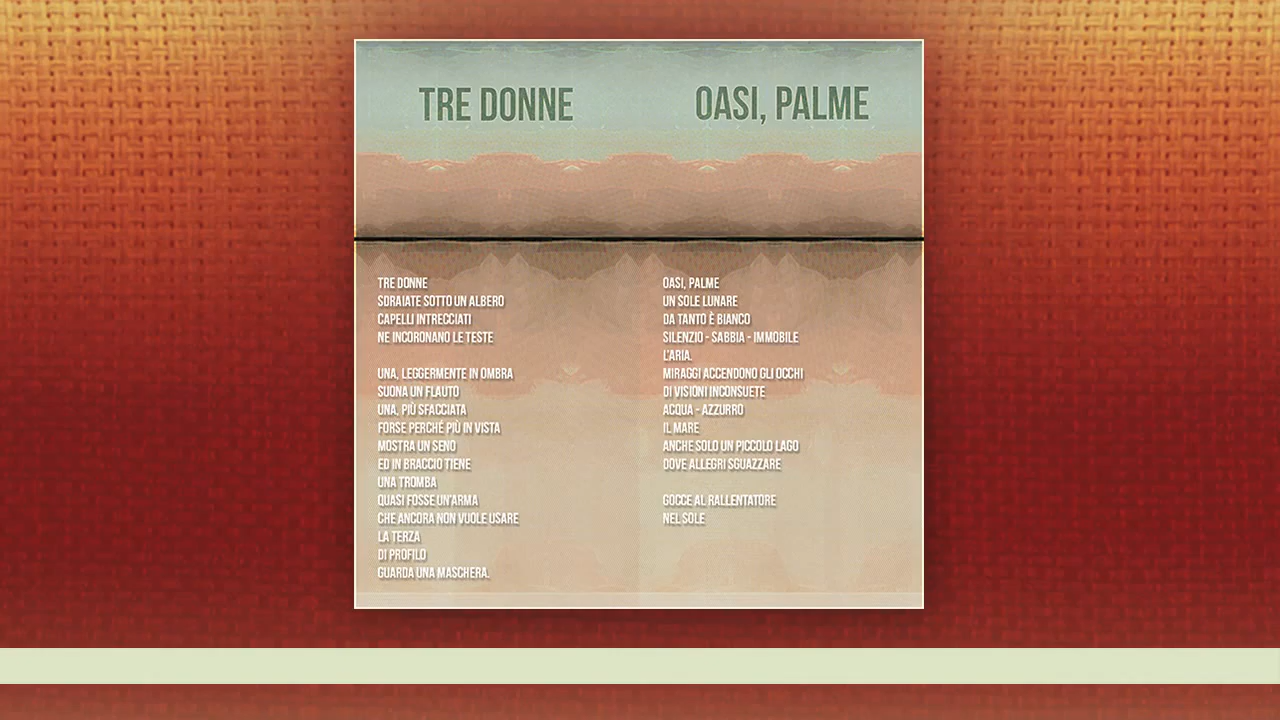 TRE DONNE
TRE DONNE
SDRAIATE SOTTO UN ALBERO
CAPELLI INTRECCIATI
NE INCORONANO LE TESTE
UNA, LEGGERMENTE IN OMBRA
SUONA UN FLAUTO
UNA, PIÙ SFACCIATA
FORSE PERCHÉ PIÙ IN VISTA
MOSTRA UN SENO
ED IN BRACCIO TIENE
UNA TROMBA
QUASI FOSSE UN'ARMA
CHE ANCORA NON VUOLE USARE
LA TERZA
DI PROFILO
GUARDA UNA MASCHERA.
OASI, PALME
OASI, PALME
UN SOLE LUNARE
DA TANTO È BIANCO
SILENZIO - SABBIA - IMMOBILE
L'ARIA.
MIRAGGI ACCENDONO GLI OCCHI
DI VISIONI INCONSUETE
ACQUA - AZZURRO
IL MARE
ANCHE SOLO UN PICCOLO LAGO
DOVE ALLEGRI SGUAZZARE
GOCCE AL RALLENTATORE
NEL SOLE